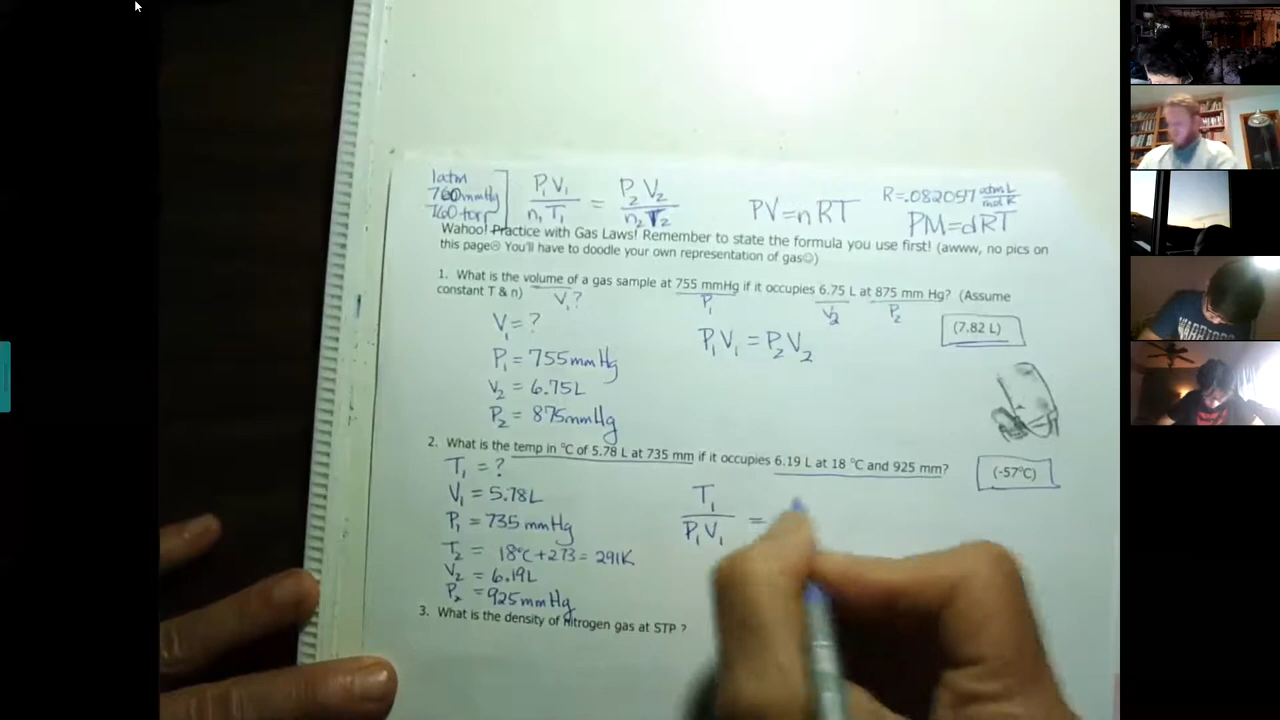 1atm
760mmHg
760 torr
P₁V₁ / n₁T₁ = P₂V₂ / n₂T₂
PV=nRT
R=.082057 atm L / mol K
PM=dRT
Wahoo! Practice with Gas Laws! Remember to state the formula you use first! (awww, no pics on
this page☹ You'll have to doodle your own representation of gas☺)
1. What is the volume of a gas sample at 755 mmHg if it occupies 6.75 L at 875 mm Hg? (Assume
constant T & n)
V₁? P₁ V₂ P₂
V₁ = ?
P₁V₁ = P₂V₂
(7.82 L)
P₁ = 755mmHg
V₂ = 6.75L
P₂ = 875mmHg
2. What is the temp in °C of 5.78 L at 735 mm if it occupies 6.19 L at 18 °C and 925 mm?
(-57°C)
T₁ = ?
V₁ = 5.78L
T₁ / P₁V₁ =
P₁ = 735 mmHg
T₂ = 18°C+273= 291K
V₂ = 6.19L
P₂ = 925mmHg
3. What is the density of nitrogen gas at STP ?
WARRIORS